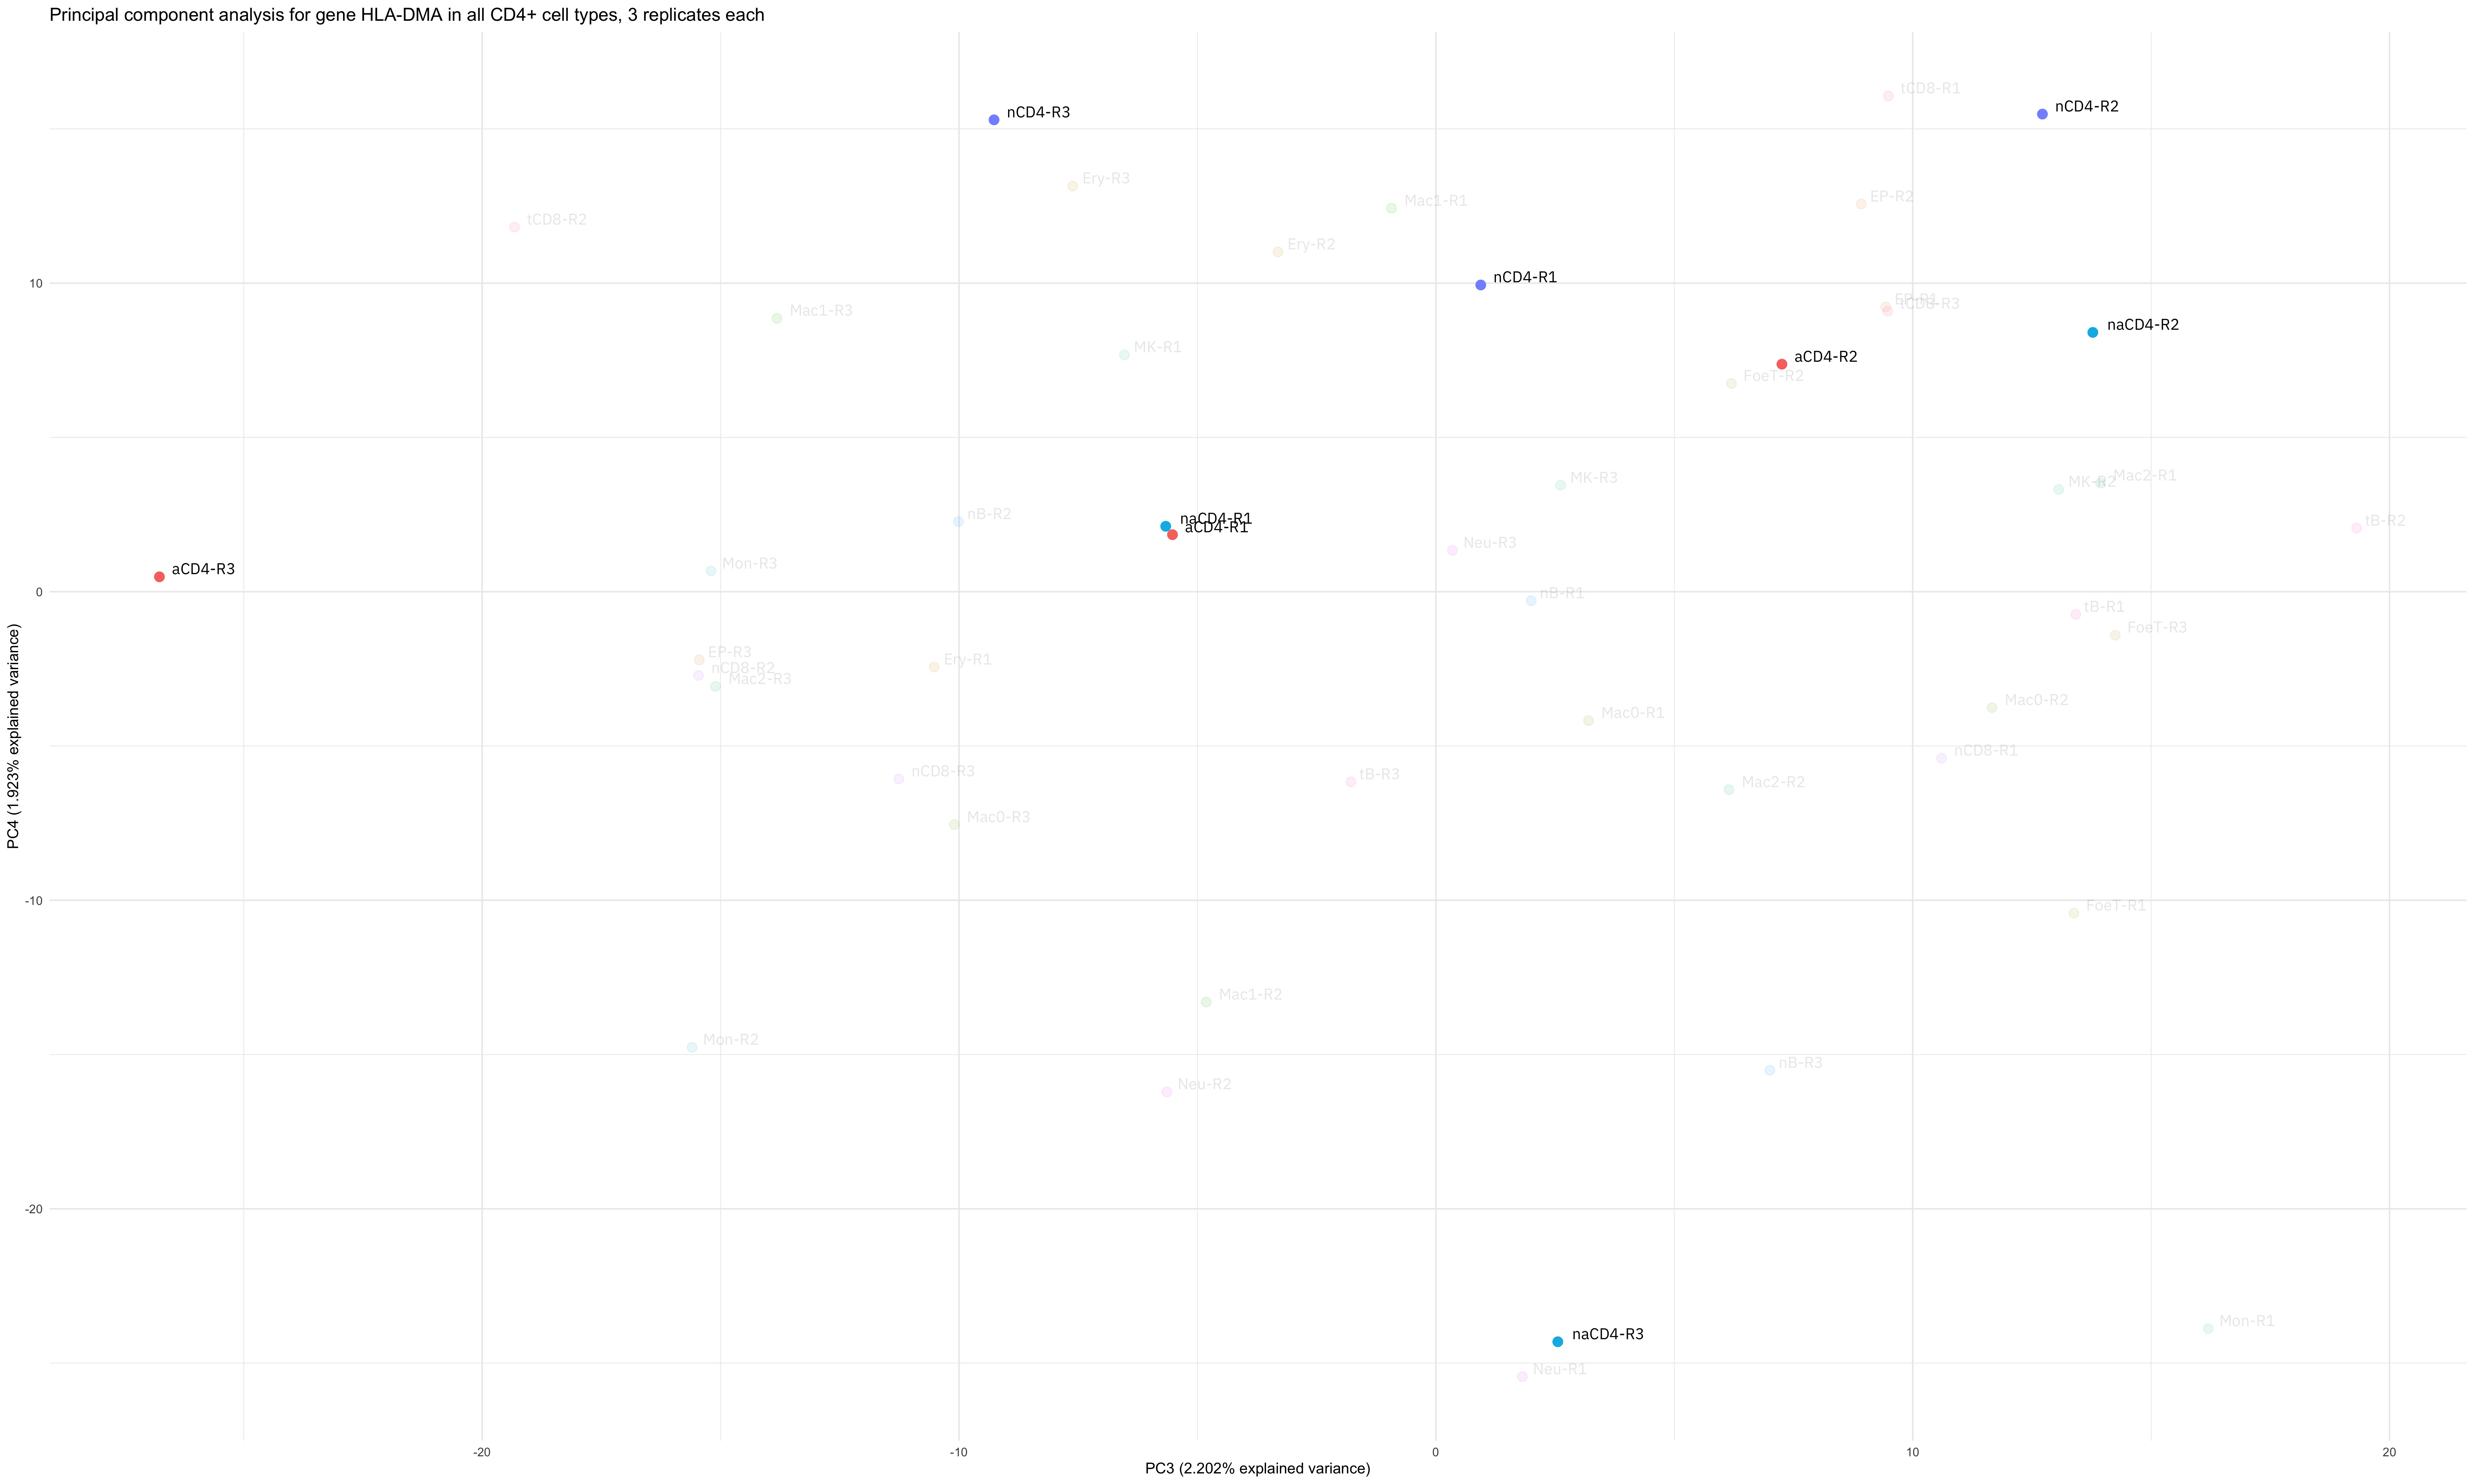 Principal component analysis for gene HLA-DMA in all CD4+ cell types, 3 replicates each
tCD8-R1
nCD4-R2
nCD4-R3
Ery-R3
EP-R2
Mac1-R1
tCD8-R2
Ery-R2
nCD4-R1
10
EP-R1
tCD8-R3
Mac1-R3
naCD4-R2
MK-R1
aCD4-R2
FoeT-R2
MK-R3
Mac2-R1
MK-R2
nB-R2
naCD4-R1
tB-R2
aCD4-R1
Neu-R3
aCD4-R3
Mon-R3
0
nB-R1
tB-R1
FoeT-R3
EP-R3
Ery-R1
nCD8-R2
Mac2-R3
Mac0-R2
Mac0-R1
nCD8-R1
nCD8-R3
tB-R3
Mac2-R2
Mac0-R3
PC4 (1.923% explained variance)
-10
FoeT-R1
Mac1-R2
Mon-R2
nB-R3
Neu-R2
-20
Mon-R1
naCD4-R3
Neu-R1
-20 -10 0 10 20
PC3 (2.202% explained variance)